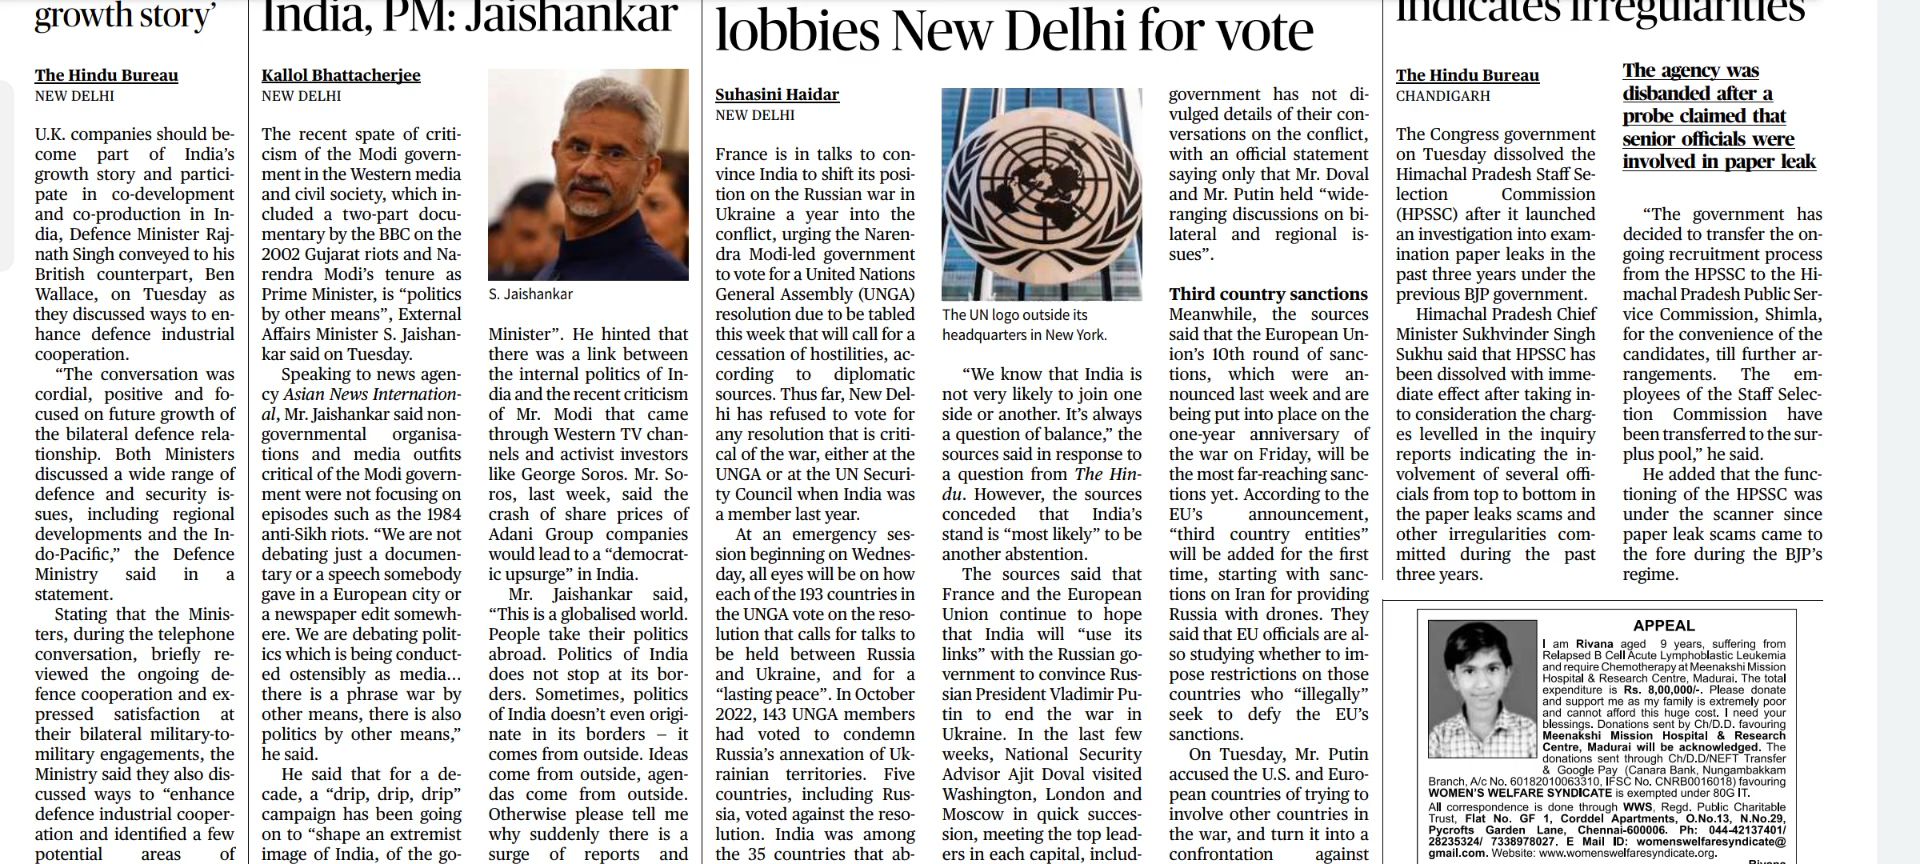 growth story’
The Hindu Bureau
NEW DELHI
U.K. companies should be-
come part of India’s
growth story and partici-
pate in co-development
and co-production in In-
dia, Defence Minister Raj-
nath Singh conveyed to his
British counterpart, Ben
Wallace, on Tuesday as
they discussed ways to en-
hance defence industrial
cooperation.
“The conversation was
cordial, positive and fo-
cused on future growth of
the bilateral defence rela-
tionship. Both Ministers
discussed a wide range of
defence and security is-
sues, including regional
developments and the In-
do-Pacific,” the Defence
Ministry said in a
statement.
Stating that the Minis-
ters, during the telephone
conversation, briefly re-
viewed the ongoing de-
fence cooperation and ex-
pressed satisfaction at
their bilateral military-to-
military engagements, the
Ministry said they also dis-
cussed ways to “enhance
defence industrial cooper-
ation and identified a few
potential areas of
India, PM: Jaishankar
Kallol Bhattacherjee
NEW DELHI
The recent spate of criti-
cism of the Modi govern-
ment in the Western media
and civil society, which in-
cluded a two-part docu-
mentary by the BBC on the
2002 Gujarat riots and Na-
rendra Modi’s tenure as
Prime Minister, is “politics
by other means”, External
Affairs Minister S. Jaishan-
kar said on Tuesday.
Speaking to news agen-
cy Asian News Internation-
al, Mr. Jaishankar said non-
governmental organisa-
tions and media outfits
critical of the Modi govern-
ment were not focusing on
episodes such as the 1984
anti-Sikh riots. “We are not
debating just a documen-
tary or a speech somebody
gave in a European city or
a newspaper edit somewh-
ere. We are debating polit-
ics which is being conduct-
ed ostensibly as media...
there is a phrase war by
other means, there is also
politics by other means,”
he said.
He said that for a de-
cade, a “drip, drip, drip”
campaign has been going
on to “shape an extremist
image of India, of the go-
S. Jaishankar
Minister”. He hinted that
there was a link between
the internal politics of In-
dia and the recent criticism
of Mr. Modi that came
through Western TV chan-
nels and activist investors
like George Soros. Mr. So-
ros, last week, said the
crash of share prices of
Adani Group companies
would lead to a “democrat-
ic upsurge” in India.
Mr. Jaishankar said,
“This is a globalised world.
People take their politics
abroad. Politics of India
does not stop at its bor-
ders. Sometimes, politics
of India doesn’t even origi-
nate in its borders – it
comes from outside. Ideas
come from outside, agen-
das come from outside.
Otherwise please tell me
why suddenly there is a
surge of reports and
lobbies New Delhi for vote
Suhasini Haidar
NEW DELHI
France is in talks to con-
vince India to shift its posi-
tion on the Russian war in
Ukraine a year into the
conflict, urging the Naren-
dra Modi-led government
to vote for a United Nations
General Assembly (UNGA)
resolution due to be tabled
this week that will call for a
cessation of hostilities, ac-
cording to diplomatic
sources. Thus far, New Del-
hi has refused to vote for
any resolution that is criti-
cal of the war, either at the
UNGA or at the UN Securi-
ty Council when India was
a member last year.
At an emergency ses-
sion beginning on Wednes-
day, all eyes will be on how
each of the 193 countries in
the UNGA vote on the reso-
lution that calls for talks to
be held between Russia
and Ukraine, and for a
“lasting peace”. In October
2022, 143 UNGA members
had voted to condemn
Russia’s annexation of Uk-
rainian territories. Five
countries, including Rus-
sia, voted against the reso-
lution. India was among
the 35 countries that ab-
The UN logo outside its
headquarters in New York.
“We know that India is
not very likely to join one
side or another. It’s always
a question of balance,” the
sources said in response to
a question from The Hin-
du. However, the sources
conceded that India’s
stand is “most likely” to be
another abstention.
The sources said that
France and the European
Union continue to hope
that India will “use its
links” with the Russian go-
vernment to convince Rus-
sian President Vladimir Pu-
tin to end the war in
Ukraine. In the last few
weeks, National Security
Advisor Ajit Doval visited
Washington, London and
Moscow in quick succes-
sion, meeting the top lead-
ers in each capital, includ-
government has not di-
vulged details of their con-
versations on the conflict,
with an official statement
saying only that Mr. Doval
and Mr. Putin held “wide-
ranging discussions on bi-
lateral and regional is-
sues”.
Third country sanctions
Meanwhile, the sources
said that the European Un-
ion’s 10th round of sanc-
tions, which were an-
nounced last week and are
being put into place on the
one-year anniversary of
the war on Friday, will be
the most far-reaching sanc-
tions yet. According to the
EU’s announcement,
“third country entities”
will be added for the first
time, starting with sanc-
tions on Iran for providing
Russia with drones. They
said that EU officials are al-
so studying whether to im-
pose restrictions on those
countries who “illegally”
seek to defy the EU’s
sanctions.
On Tuesday, Mr. Putin
accused the U.S. and Euro-
pean countries of trying to
involve other countries in
the war, and turn it into a
confrontation against
indicates irregularities
The Hindu Bureau
CHANDIGARH
The Congress government
on Tuesday dissolved the
Himachal Pradesh Staff Se-
lection Commission
(HPSSC) after it launched
an investigation into exam-
ination paper leaks in the
past three years under the
previous BJP government.
Himachal Pradesh Chief
Minister Sukhvinder Singh
Sukhu said that HPSSC has
been dissolved with imme-
diate effect after taking in-
to consideration the charg-
es levelled in the inquiry
reports indicating the in-
volvement of several offi-
cials from top to bottom in
the paper leaks scams and
other irregularities com-
mitted during the past
three years.
The agency was
disbanded after a
probe claimed that
senior officials were
involved in paper leak
“The government has
decided to transfer the on-
going recruitment process
from the HPSSC to the Hi-
machal Pradesh Public Ser-
vice Commission, Shimla,
for the convenience of the
candidates, till further ar-
rangements. The em-
ployees of the Staff Selec-
tion Commission have
been transferred to the sur-
plus pool,” he said.
He added that the func-
tioning of the HPSSC was
under the scanner since
paper leak scams came to
the fore during the BJP’s
regime.
APPEAL
I am Rivana aged 9 years, suffering from
Relapsed B Cell Acute Lymphoblastic Leukemia
and require Chemotherapy at Meenakshi Mission
Hospital & Research Centre, Madurai. The total
expenditure is Rs. 8,00,000/-. Please donate
and support me as my family is extremely poor
and cannot afford this huge cost. I need your
blessings. Donations sent by Ch/D.D. favouring
Meenakshi Mission Hospital & Research
Centre, Madurai will be acknowledged. The
donations sent through Ch/D.D/NEFT Transfer
& Google Pay (Canara Bank, Nungambakkam
Branch, A/c No. 60182010063310, IFSC No. CNRB0016018) favouring
WOMEN’S WELFARE SYNDICATE is exempted under 80G IT.
All correspondence is done through WWS, Regd. Public Charitable
Trust, Flat No. GF 1, Corddel Apartments, O.No.13, N.No.29,
Pycrofts Garden Lane, Chennai-600006. Ph: 044-42137401/
28235324/ 7338978027. E Mail ID: womenswelfaresyndicate@
gmail.com. Website: www.womenswelfaresyndicate.org.
Rivana